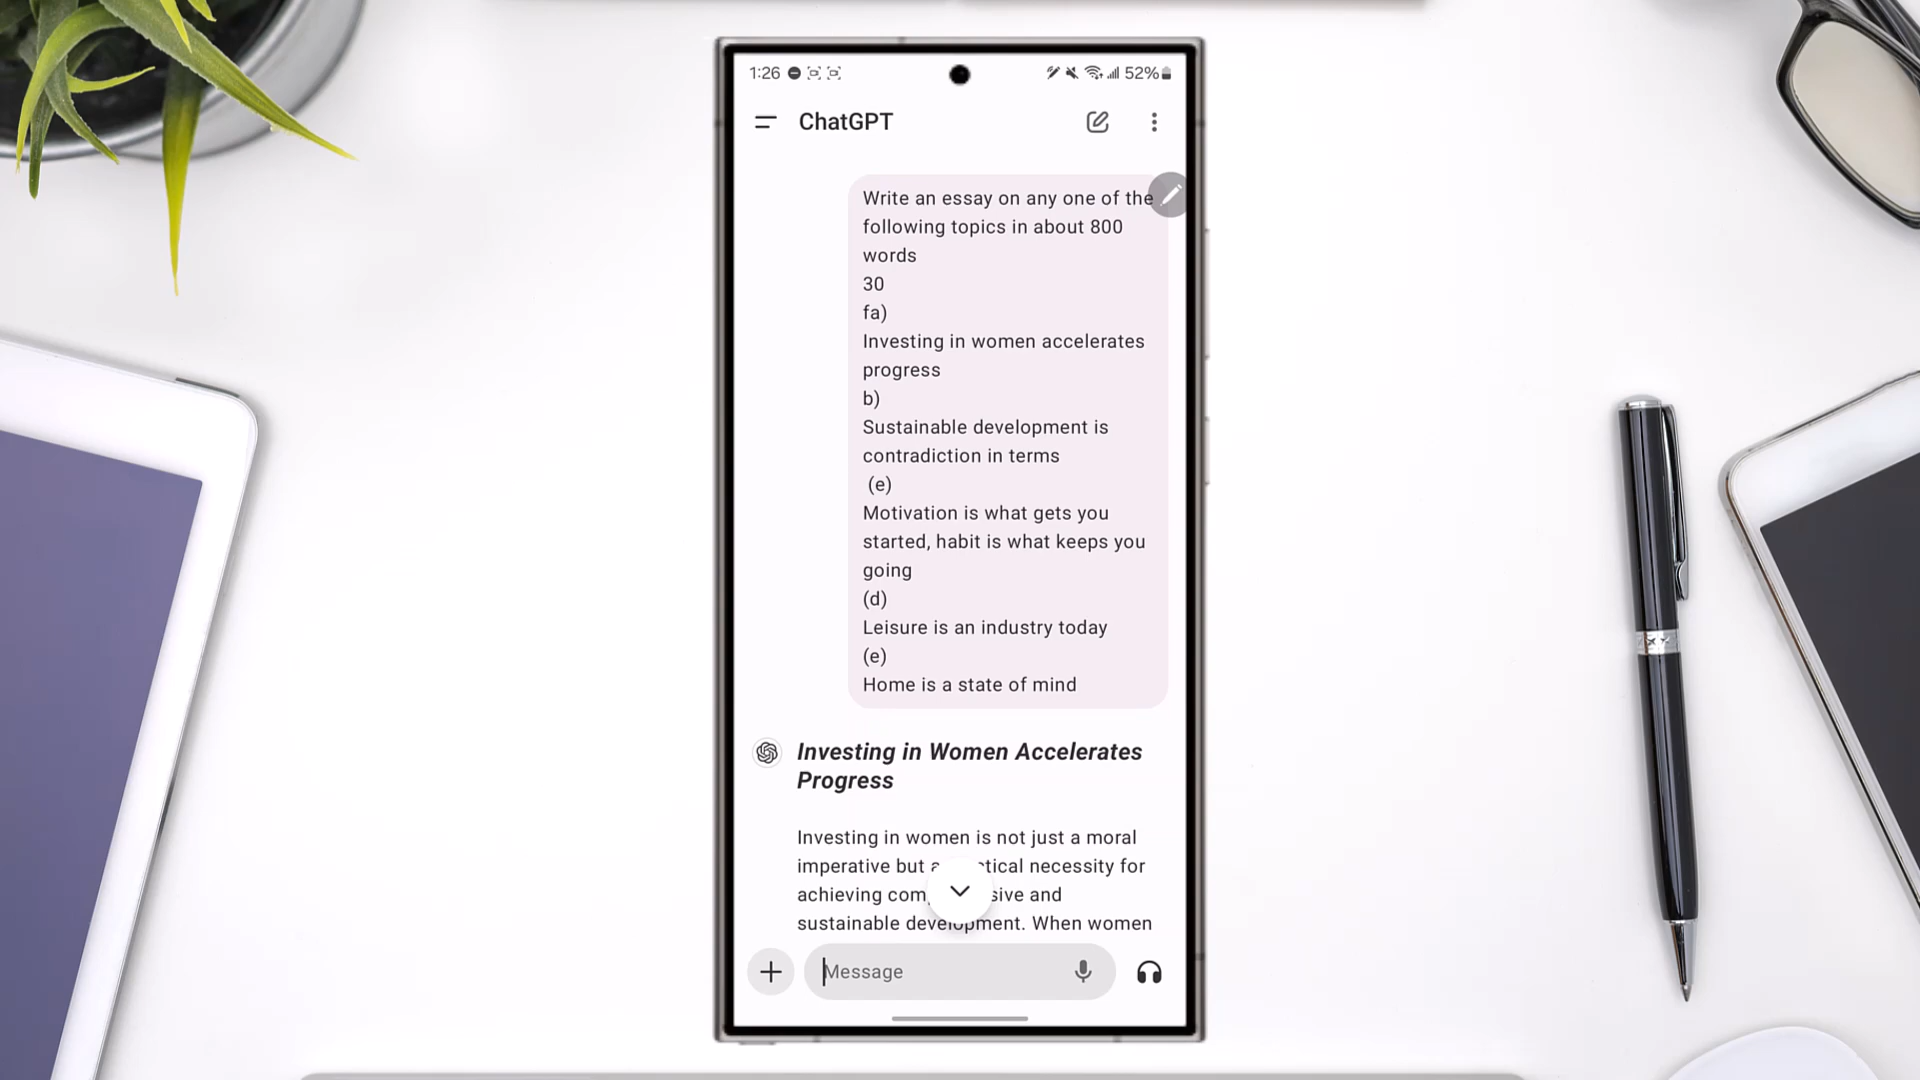 1:26
52%
ChatGPT
Write an essay on any one of the
following topics in about 800
words
30
fa)
Investing in women accelerates
progress
b)
Sustainable development is
contradiction in terms
(e)
Motivation is what gets you
started, habit is what keeps you
going
(d)
Leisure is an industry today
(e)
Home is a state of mind
Investing in Women Accelerates
Progress
Investing in women is not just a moral
imperative but a necessity for
achieving and
sustainable development. When women
Message